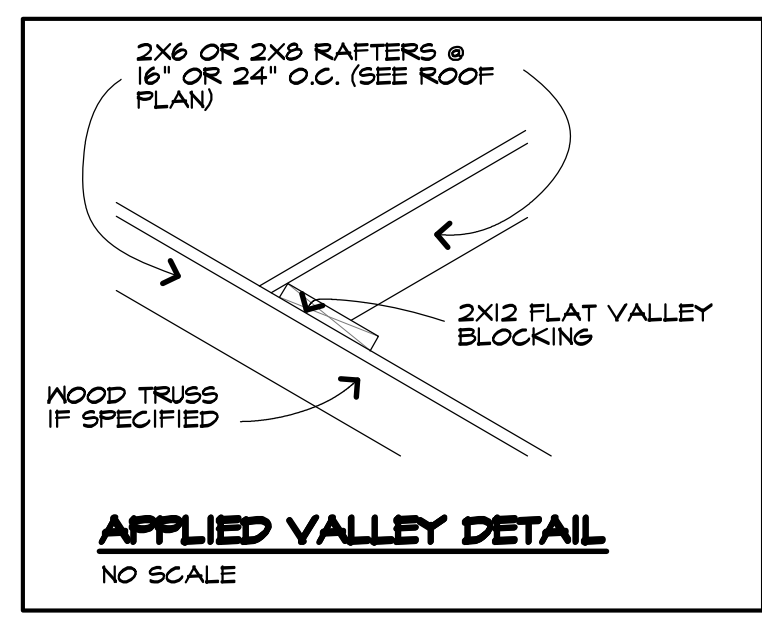 2X6 OR 2X8 RAFTERS @
16" OR 24" O.C. (SEE ROOF
PLAN)
2X12 FLAT VALLEY
BLOCKING
WOOD TRUSS
IF SPECIFIED
APPLIED VALLEY DETAIL
NO SCALE